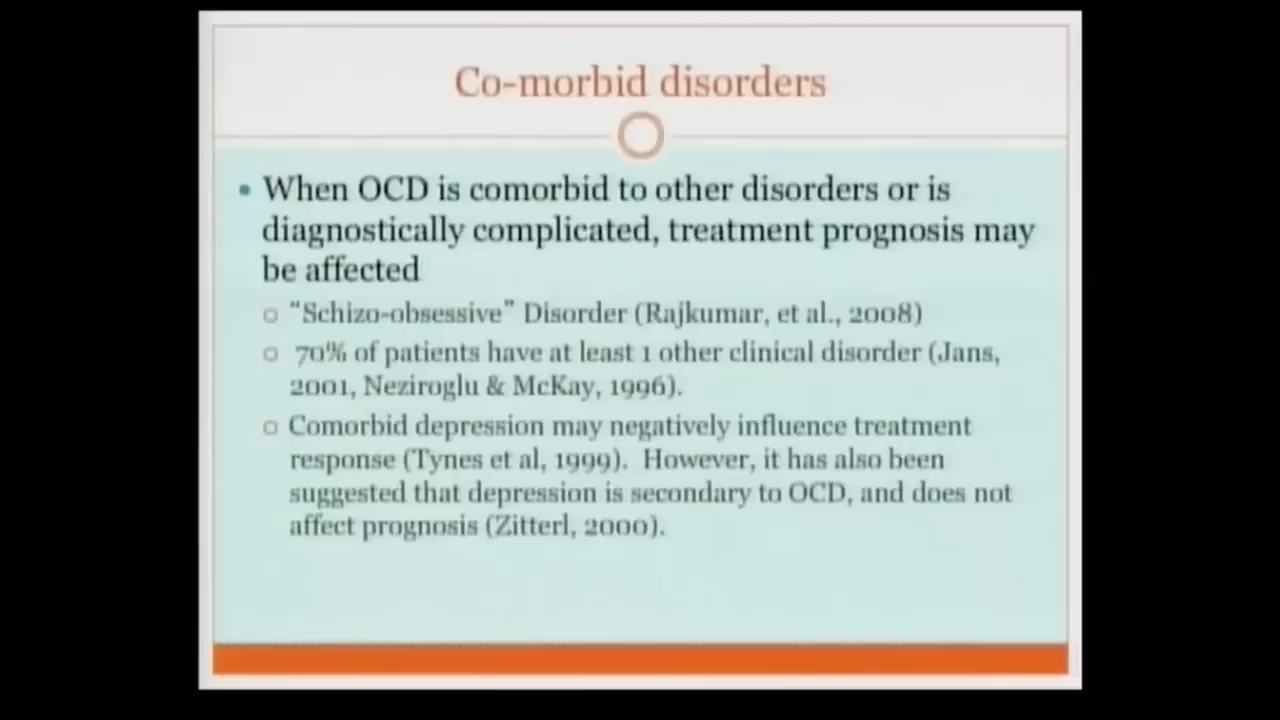 Co-morbid disorders
• When OCD is comorbid to other disorders or is
diagnostically complicated, treatment prognosis may
be affected
o "Schizo-obsessive" Disorder (Rajkumar, et al., 2008)
o 70% of patients have at least 1 other clinical disorder (Jans,
2001, Neziroglu & McKay, 1996).
o Comorbid depression may negatively influence treatment
response (Tynes et al, 1999).  However, it has also been
suggested that depression is secondary to OCD, and does not
affect prognosis (Zitterl, 2000).